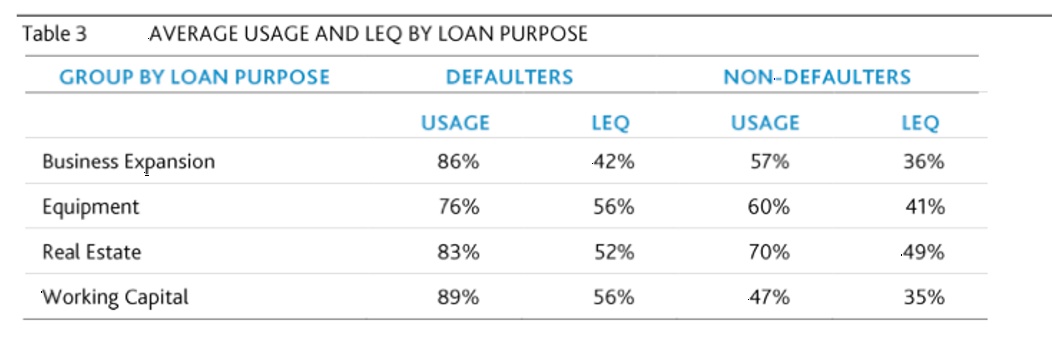 Table 3 AVERAGE USAGE AND LEQ BY LOAN PURPOSE
GROUP BY LOAN PURPOSE DEFAULTERS NON-DEFAULTERS
USAGE LEQ USAGE LEQ
Business Expansion 86% 42% 57% 36%
Equipment 76% 56% 60% 41%
Real Estate 83% 52% 70% 49%
Working Capital 89% 56% 47% 35%